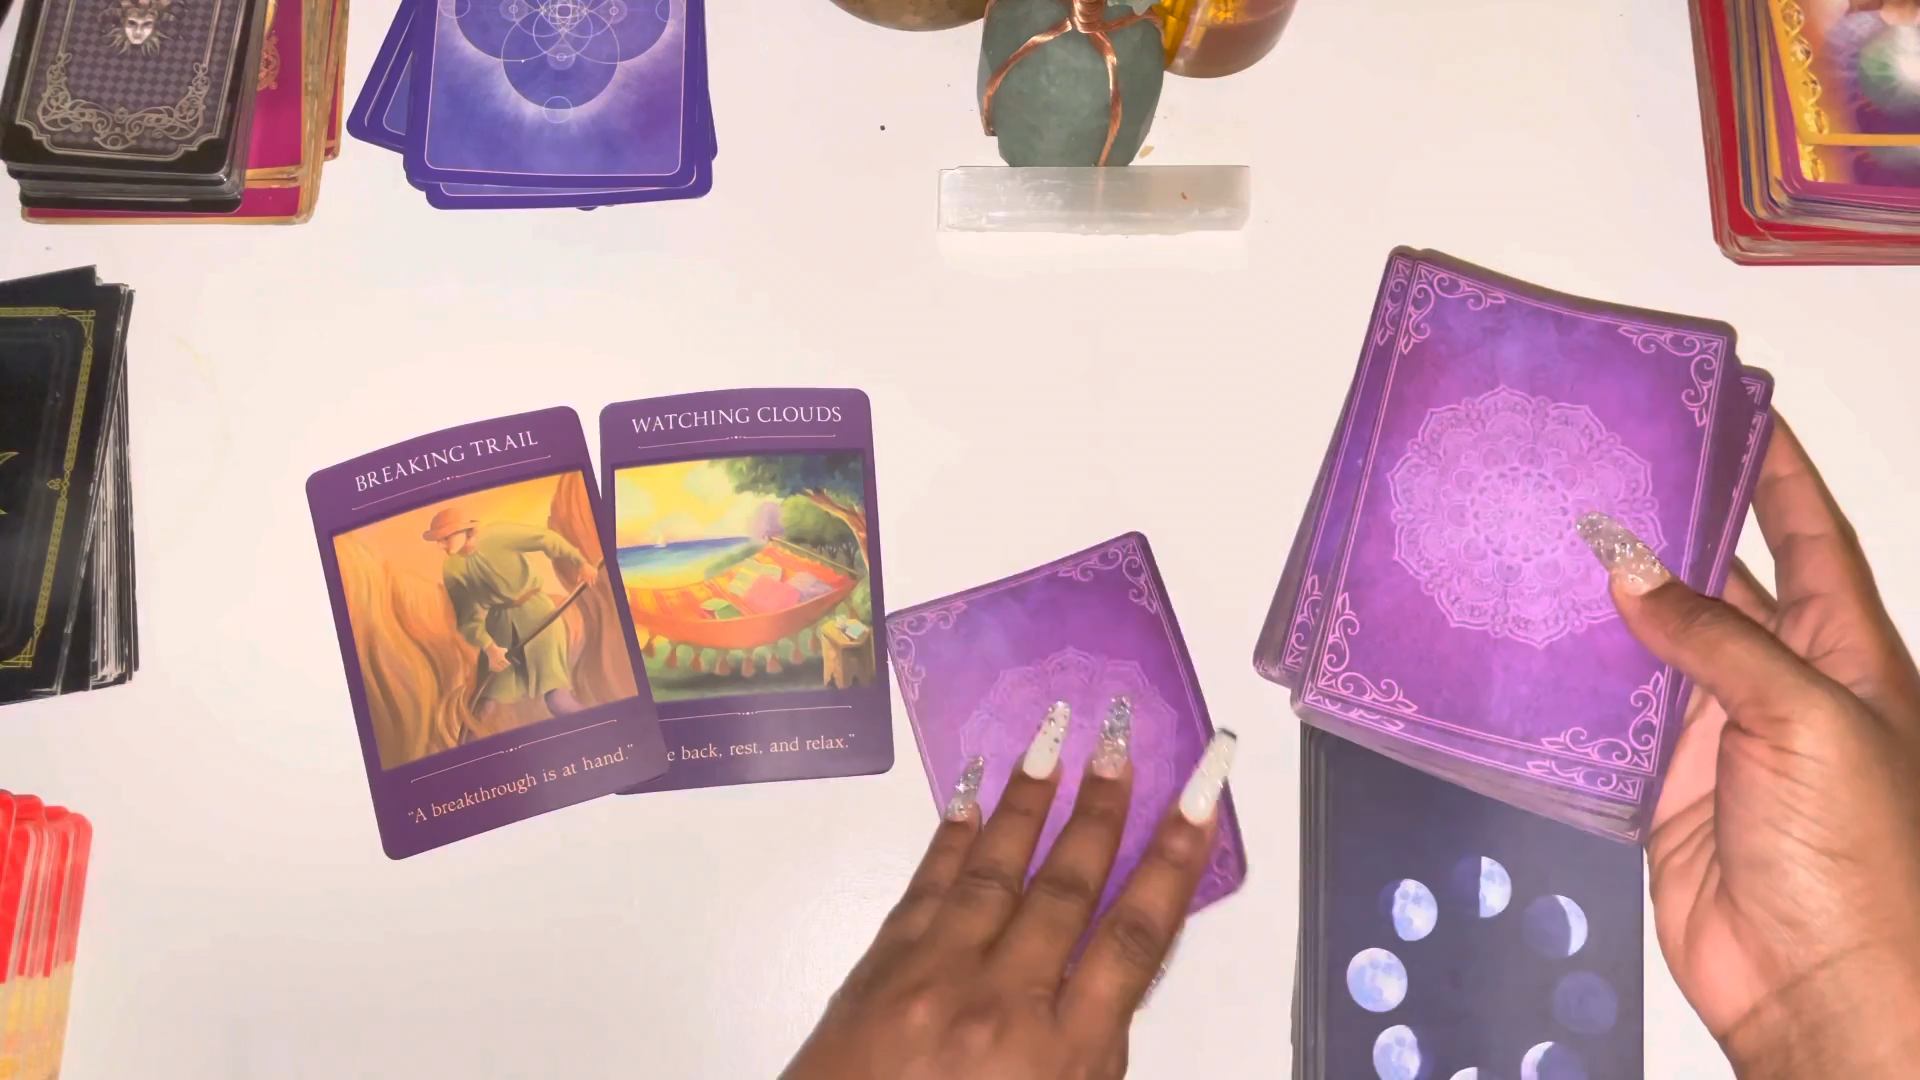 BREAKING TRAIL
"A breakthrough is at hand."
WATCHING CLOUDS
back, rest, and relax."